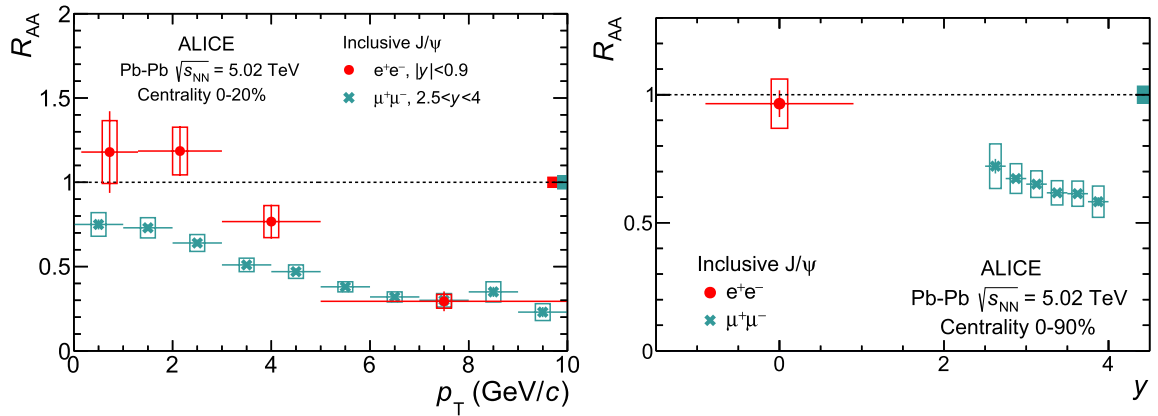 R_AA
2
1.5
1
0.5
0
ALICE
Pb-Pb √s_NN = 5.02 TeV
Centrality 0-20%
Inclusive J/ψ
e⁺e⁻, |y|<0.9
μ⁺μ⁻, 2.5<y<4
0 2 4 6 8 10
p_T (GeV/c)
R_AA
1
0.5
0
Inclusive J/ψ
e⁺e⁻
μ⁺μ⁻
ALICE
Pb-Pb √s_NN = 5.02 TeV
Centrality 0-90%
0 2 4
y